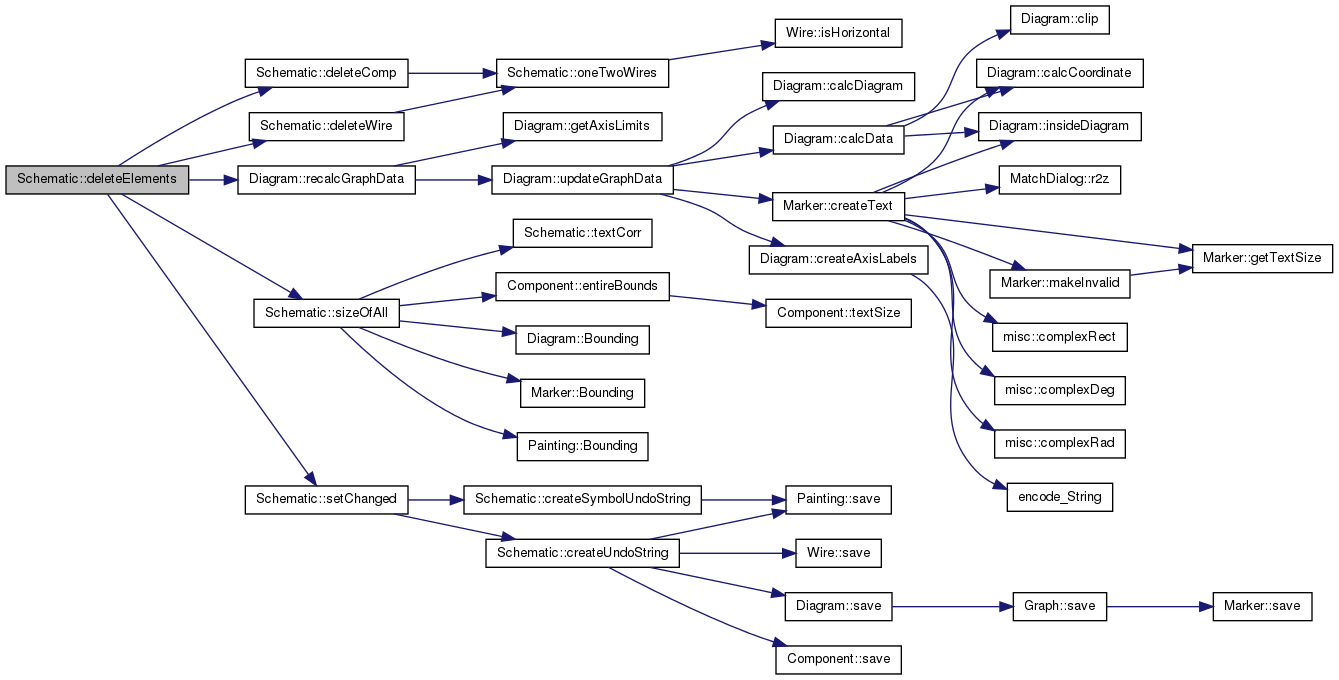 Schematic::deleteElements
Schematic::deleteComp
Schematic::deleteWire
Diagram::recalcGraphData
Schematic::sizeOfAll
Schematic::setChanged
Schematic::oneTwoWires
Diagram::getAxisLimits
Diagram::updateGraphData
Schematic::textCorr
Component::entireBounds
Diagram::Bounding
Marker::Bounding
Painting::Bounding
Schematic::createSymbolUndoString
Schematic::createUndoString
Wire::isHorizontal
Diagram::calcDiagram
Diagram::calcData
Marker::createText
Diagram::createAxisLabels
Component::textSize
Painting::save
Wire::save
Diagram::save
Component::save
Diagram::clip
Diagram::calcCoordinate
Diagram::insideDiagram
MatchDialog::r2z
Marker::makeInvalid
misc::complexRect
misc::complexDeg
misc::complexRad
encode_String
Graph::save
Marker::getTextSize
Marker::save